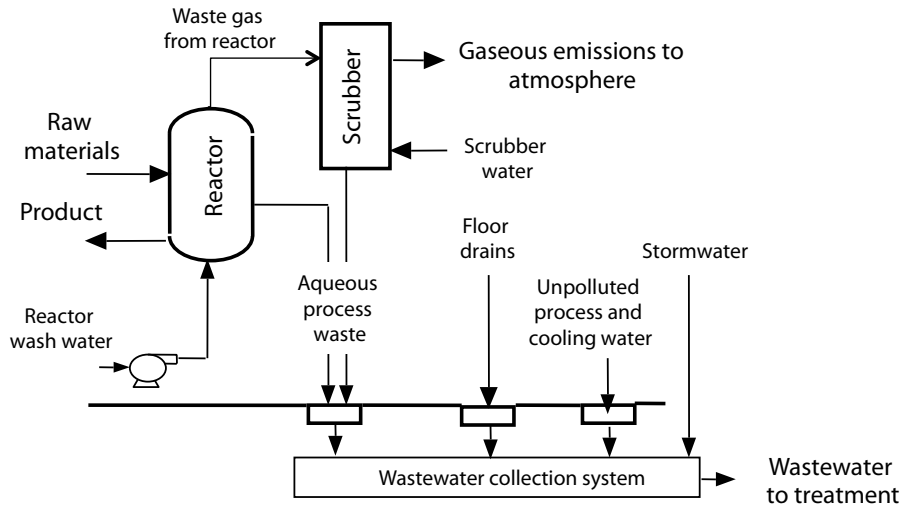 Waste gas
from reactor
Scrubber
Gaseous emissions to
atmosphere
Raw
materials
Reactor
Scrubber
water
Product
Floor
drains
Stormwater
Aqueous
process
waste
Unpolluted
process and
cooling water
Reactor
wash water
Wastewater collection system
Wastewater
to treatment